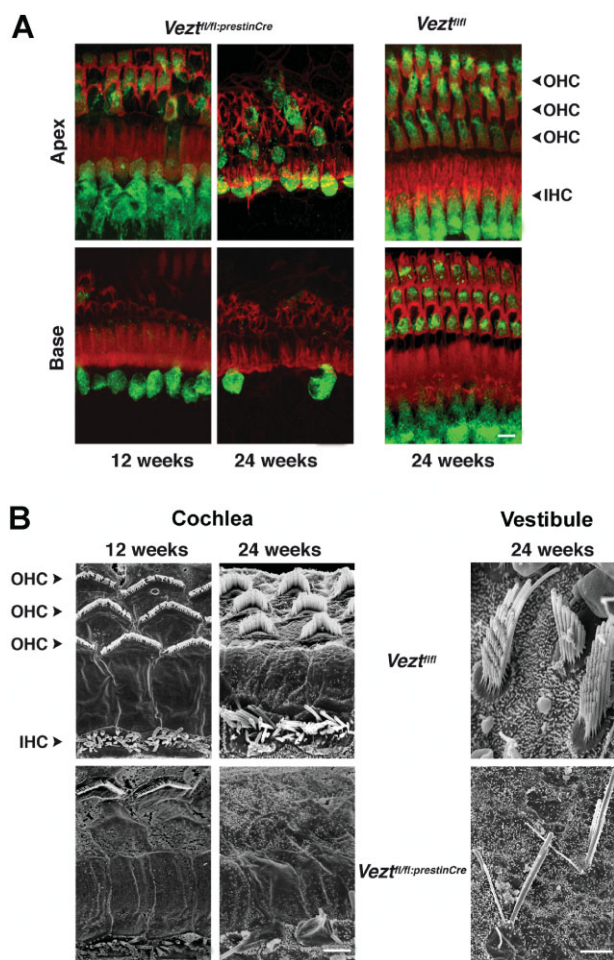 A
Vezt fl/fl:prestinCre
Vezt fl/fl
Apex
OHC
OHC
OHC
IHC
Base
12 weeks
24 weeks
24 weeks
B
Cochlea
Vestibule
12 weeks
24 weeks
24 weeks
OHC
OHC
OHC
IHC
Vezt fl/fl
Vezt fl/fl:prestinCre